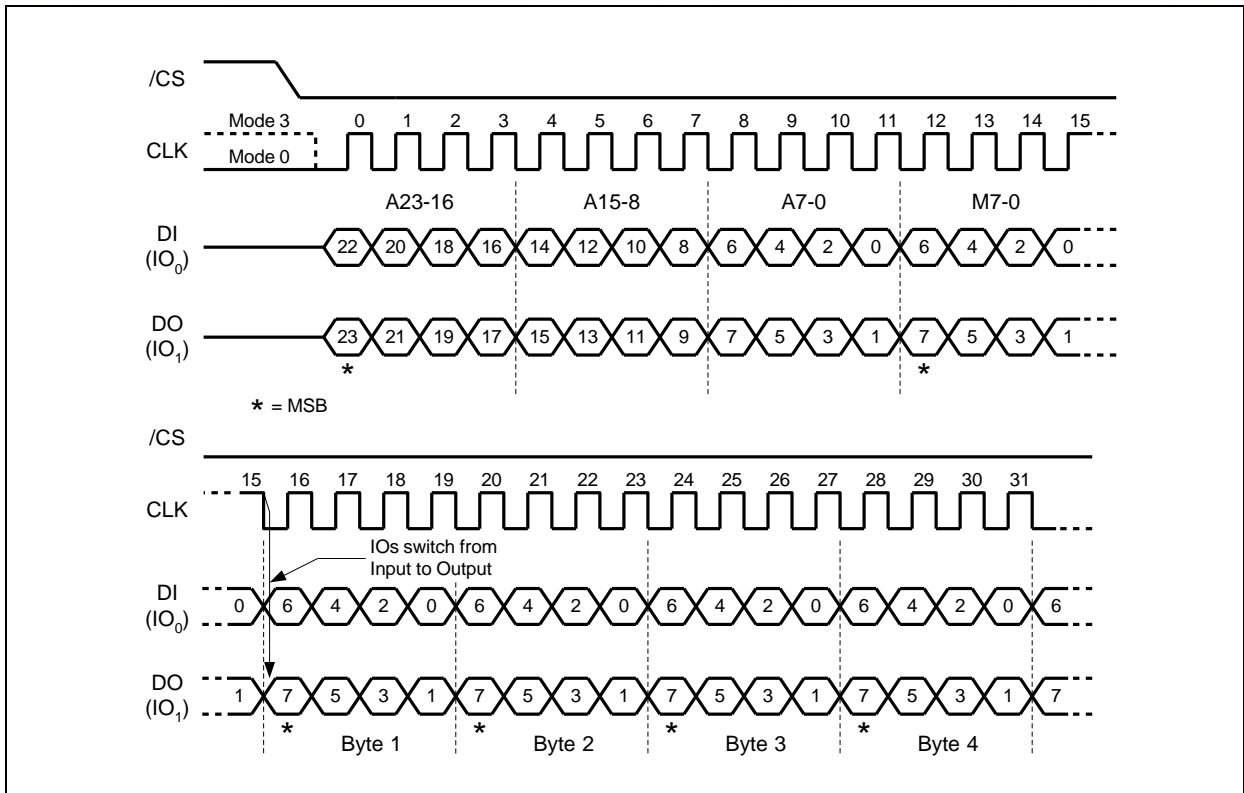 /CS
Mode 3 0 1 2 3 4 5 6 7 8 9 10 11 12 13 14 15
CLK
Mode 0
A23-16 A15-8 A7-0 M7-0
DI
(IO0) 22 20 18 16 14 12 10 8 6 4 2 0 6 4 2 0
DO
(IO1) 23 21 19 17 15 13 11 9 7 5 3 1 7 5 3 1
* *
* = MSB
/CS
15 16 17 18 19 20 21 22 23 24 25 26 27 28 29 30 31
CLK
IOs switch from
Input to Output
DI
(IO0) 0 6 4 2 0 6 4 2 0 6 4 2 0 6 4 2 0 6
DO
(IO1) 1 7 5 3 1 7 5 3 1 7 5 3 1 7 5 3 1 7
* * * *
Byte 1 Byte 2 Byte 3 Byte 4